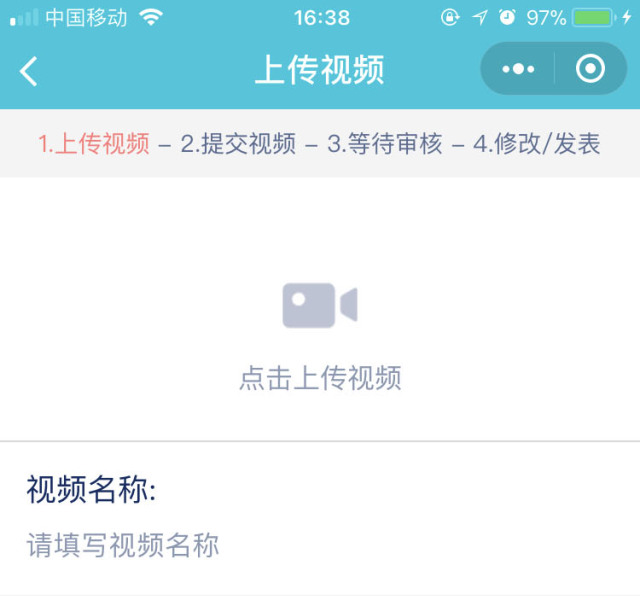 中国移动 16:38 97%
上传视频
1.上传视频 – 2.提交视频 – 3.等待审核 – 4.修改/发表
点击上传视频
视频名称:
请填写视频名称